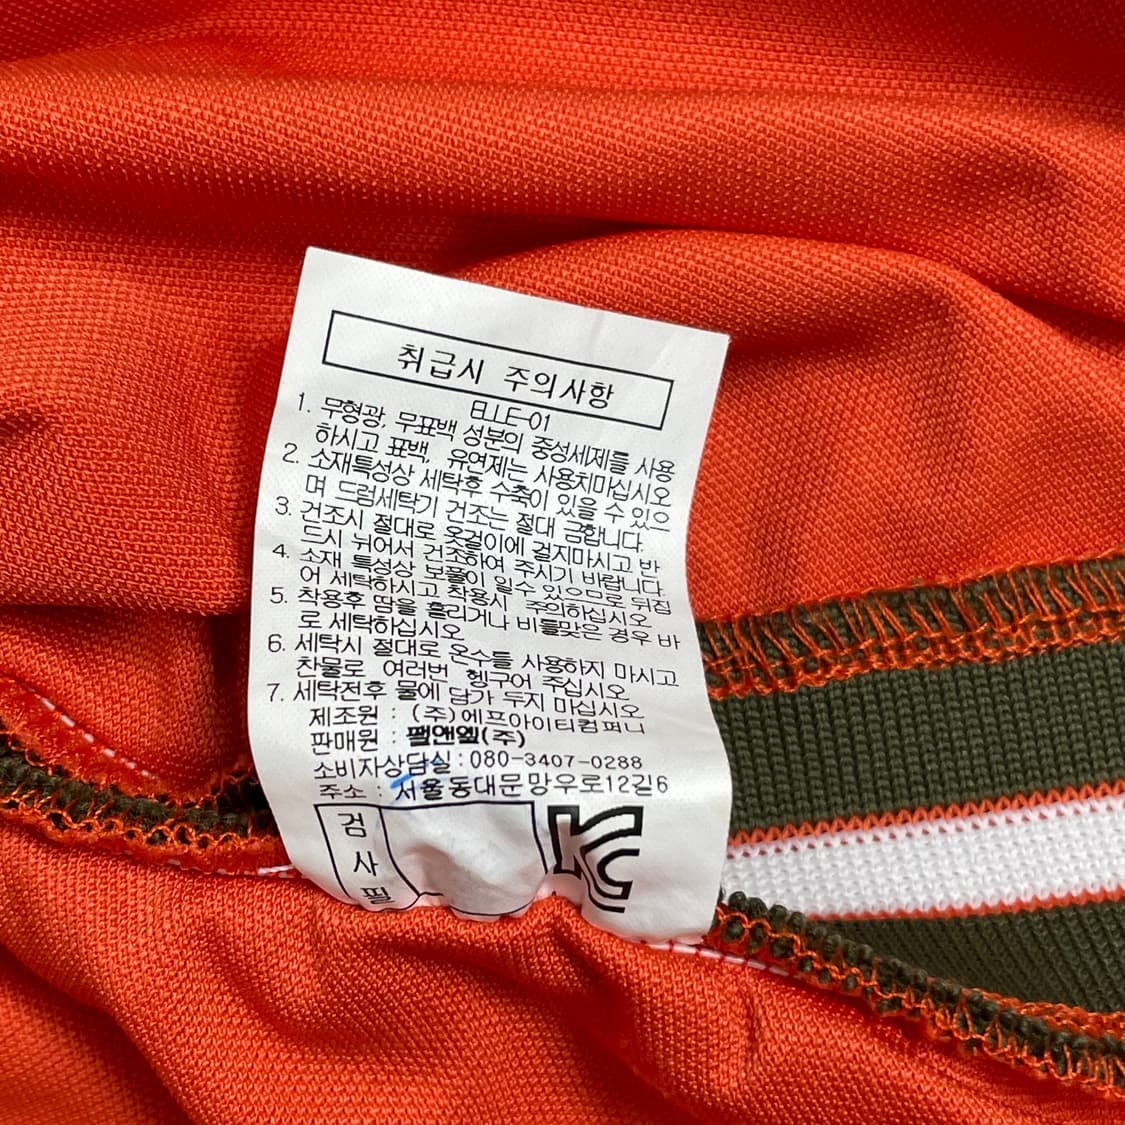 취급시 주의사항
ELLE-01
1. 무형광, 무표백 성분의 중성세제를 사용
하시고 표백, 유연제는 사용치마십시오
2. 소재특성상 세탁후 수축이 있을 수 있으
며 드럼세탁기 건조는 절대 금합니다.
3. 건조시 절대로 옷걸이에 걸지마시고 반
드시 뉘어서 건조하여 주시기 바랍니다.
4. 소재 특성상 보풀이 일수 있으므로 뒤집
어 세탁하시고 착용시 주의하십시오
5. 착용후 땀을 흘리거나 비를맞은 경우 바
로 세탁하십시오
6. 세탁시 절대로 온수를 사용하지 마시고
찬물로 여러번 헹구어 주십시오
7. 세탁전후 물에 담가 두지 마십시오
제조원 : (주)에프아이티컴퍼니
판매원 : 팰앤엘(주)
소비자상담실 : 080-3407-0288
주소 : 서울동대문망우로12길6
검사필
KC